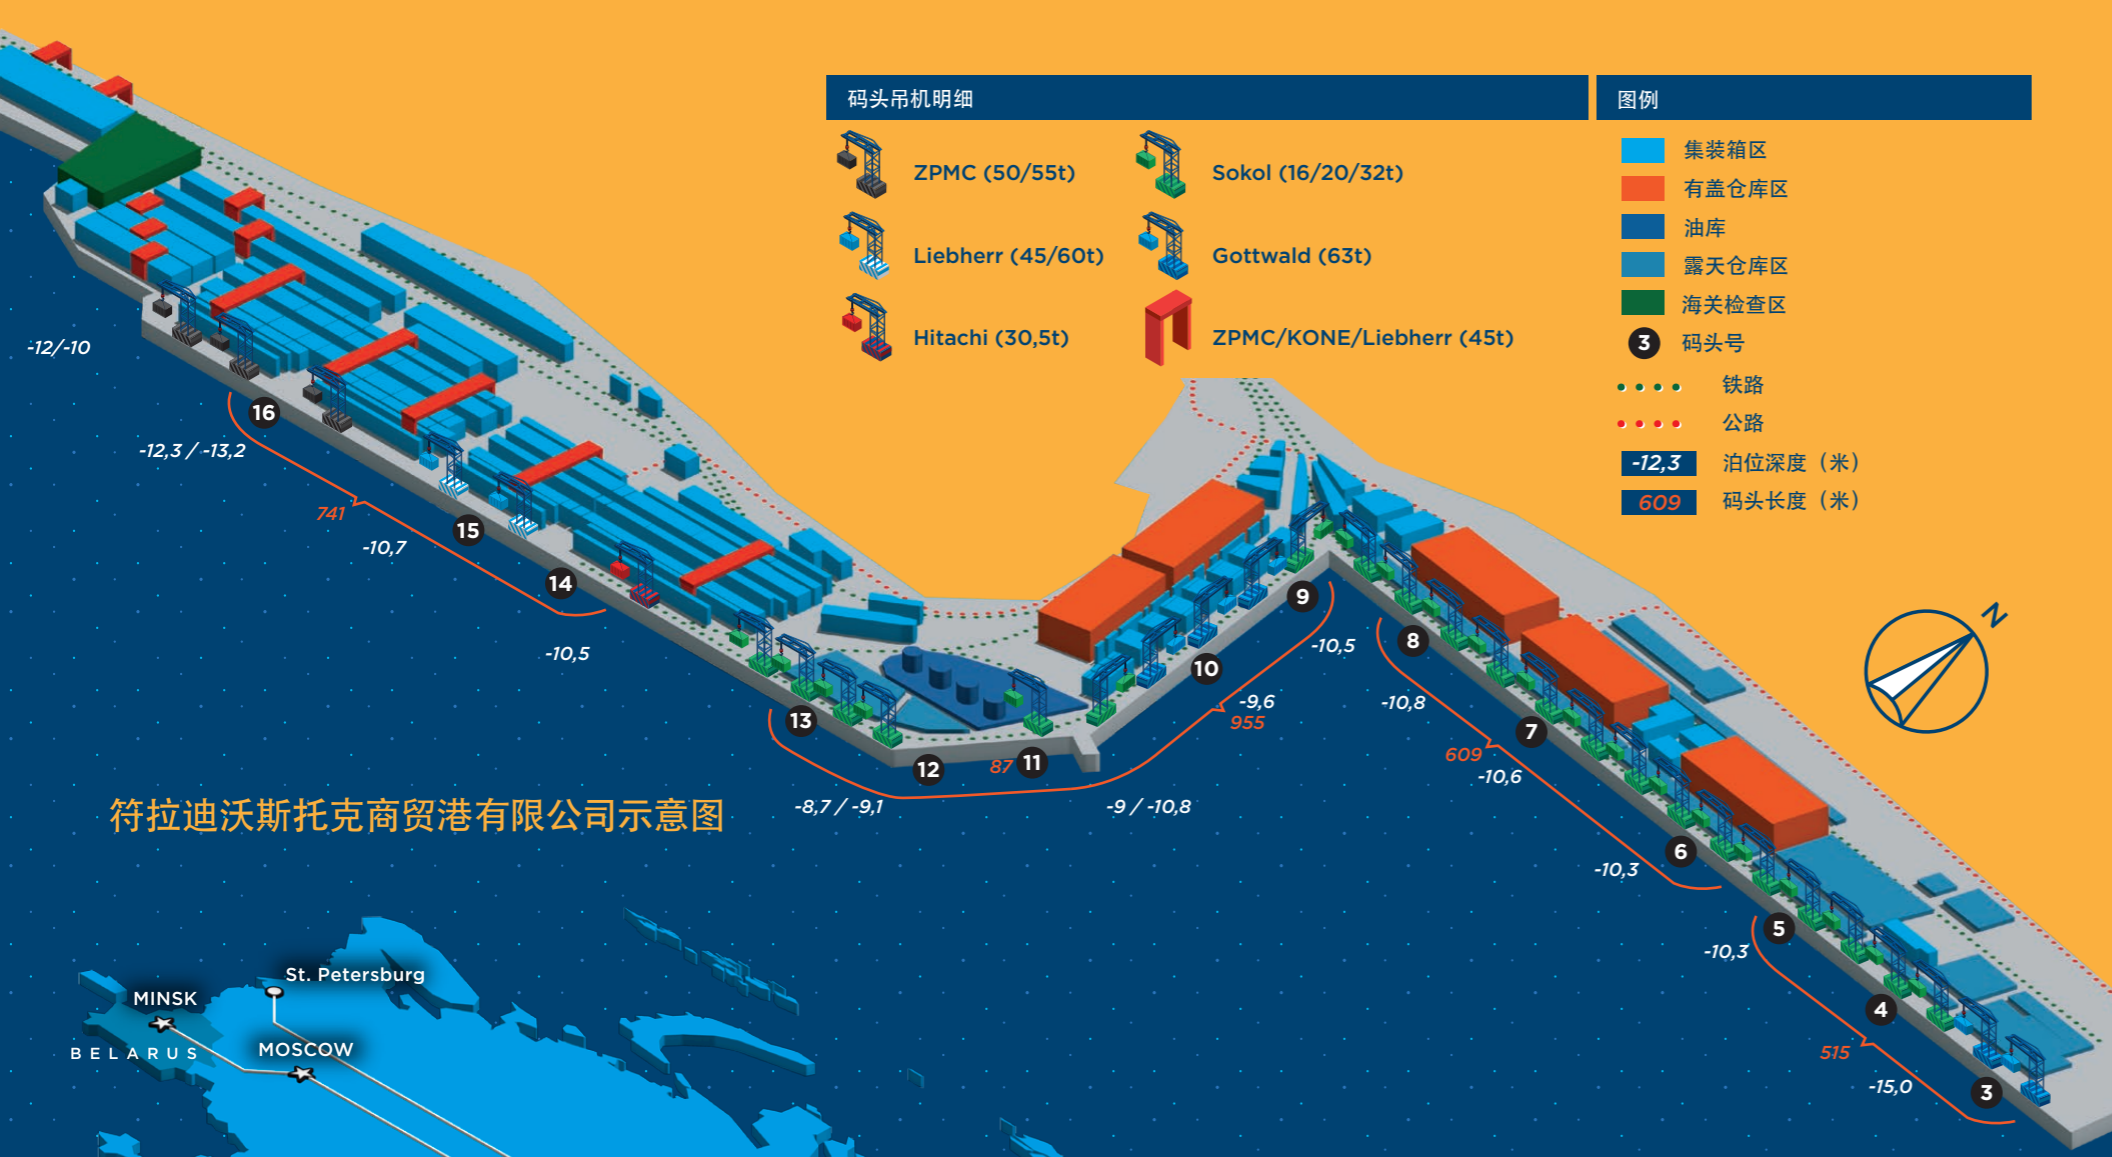 码头吊机明细
ZPMC (50/55t)
Sokol (16/20/32t)
Liebherr (45/60t)
Gottwald (63t)
Hitachi (30,5t)
ZPMC/KONE/Liebherr (45t)
图例
集装箱区
有盖仓库区
油库
露天仓库区
海关检查区
3 码头号
铁路
公路
-12,3 泊位深度（米）
609 码头长度（米）
N
-12/-10
16
-12,3 / -13,2
741
15
-10,7
14
-10,5
13
12
87
11
-8,7 / -9,1
-9 / -10,8
10
9
-9,6
955
-10,5
8
-10,8
7
609
-10,6
6
-10,3
5
-10,3
4
515
-15,0
3
符拉迪沃斯托克商贸港有限公司示意图
St. Petersburg
MINSK
BELARUS
MOSCOW